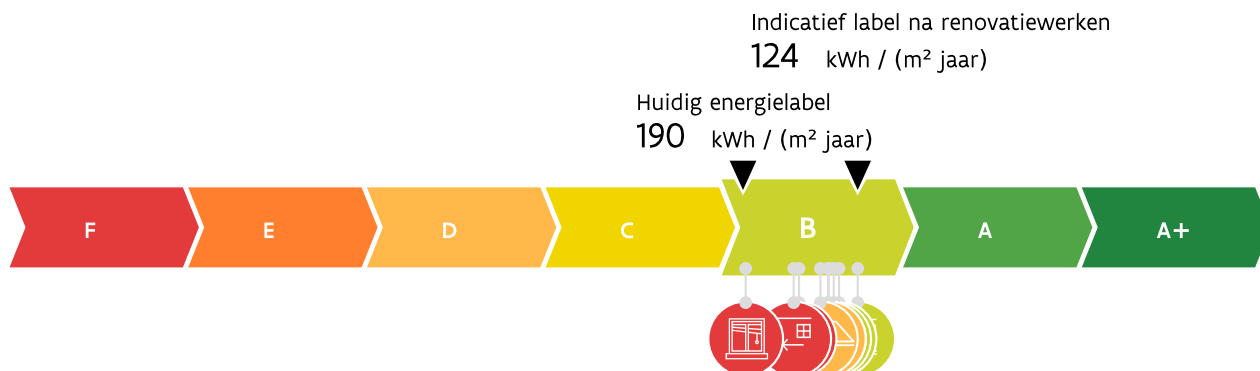 Indicatief label na renovatiewerken
124 kWh / (m² jaar)
Huidig energielabel
190 kWh / (m² jaar)
F E D C B A A+